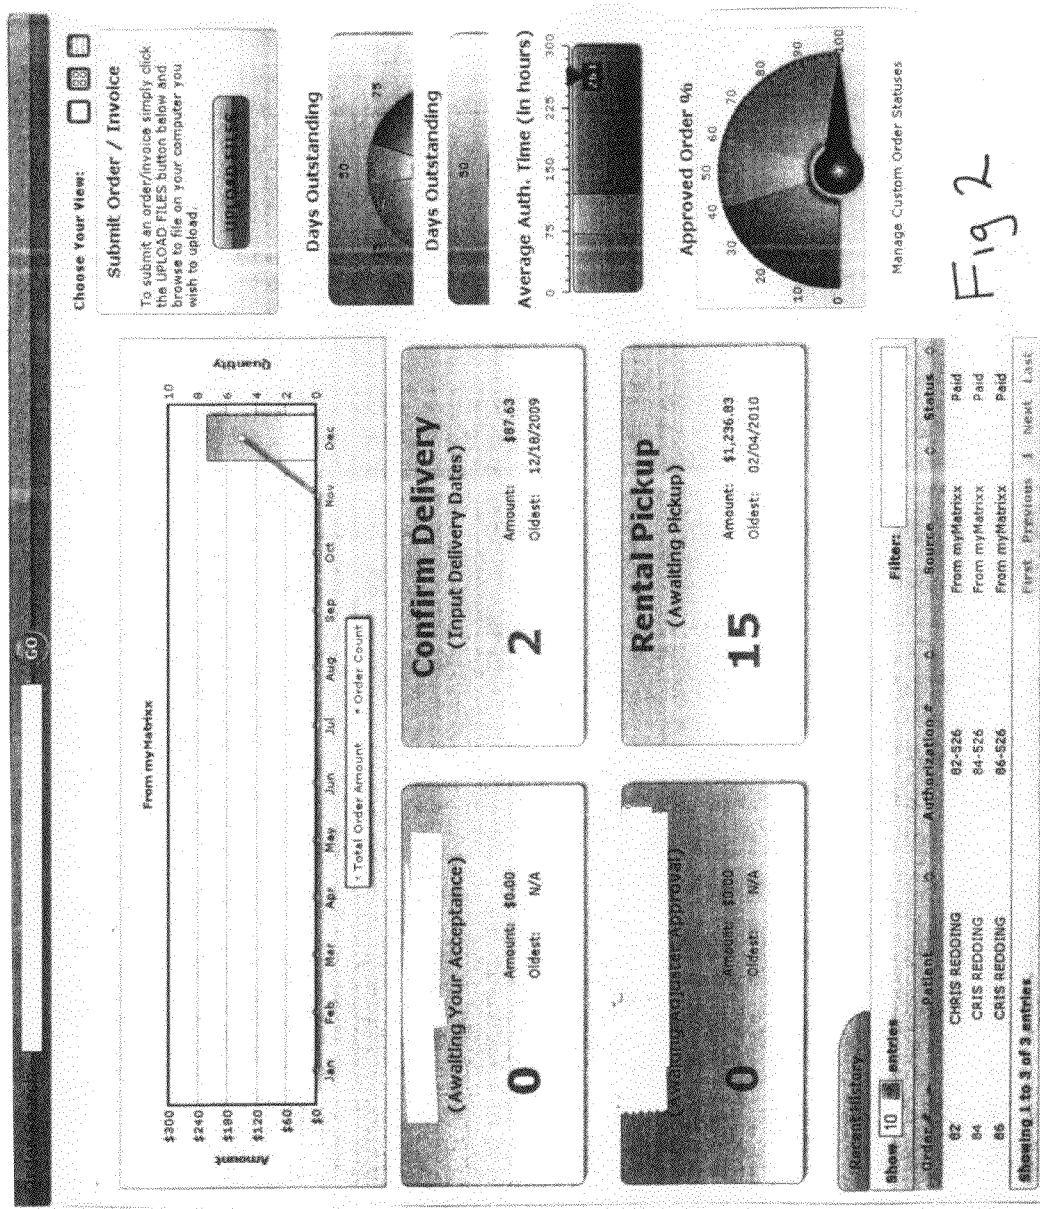 GO
From myMatrixx
Amount
$300
$240
$180
$120
$60
$0
Quantity
10
8
6
4
2
0
Jan Feb Mar Apr May Jun Jul Aug Sep Oct Nov Dec
Total Order Amount Order Count
(Awaiting Your Acceptance)
0
Amount: $0.00
Oldest: N/A
Confirm Delivery
(Input Delivery Dates)
2
Amount: $87.63
Oldest: 12/18/2009
(Awaiting Adjuster Approval)
0
Amount: $0.00
Oldest: N/A
Rental Pickup
(Awaiting Pickup)
15
Amount: $1,236.83
Oldest: 02/04/2010
Recent History
Show 10 entries
Filter:
Order # Patient Authorization # Source Status
82 CHRIS REDDING 82-526 From myMatrixx Paid
84 CRIS REDDING 84-526 From myMatrixx Paid
86 CRIS REDDING 86-526 From myMatrixx Paid
Showing 1 to 3 of 3 entries
First Previous 1 Next Last
Choose Your View:
Submit Order / Invoice
To submit an order/invoice simply click
the UPLOAD FILES button below and
browse to file on your computer you
wish to upload.
UPLOAD FILES
Days Outstanding
25 50 75
Days Outstanding
50
Average Auth. Time (in hours)
0 75 150 225 300
Approved Order %
0 10 20 30 40 50 60 70 80 90 100
Manage Custom Order Statuses
Fig 2